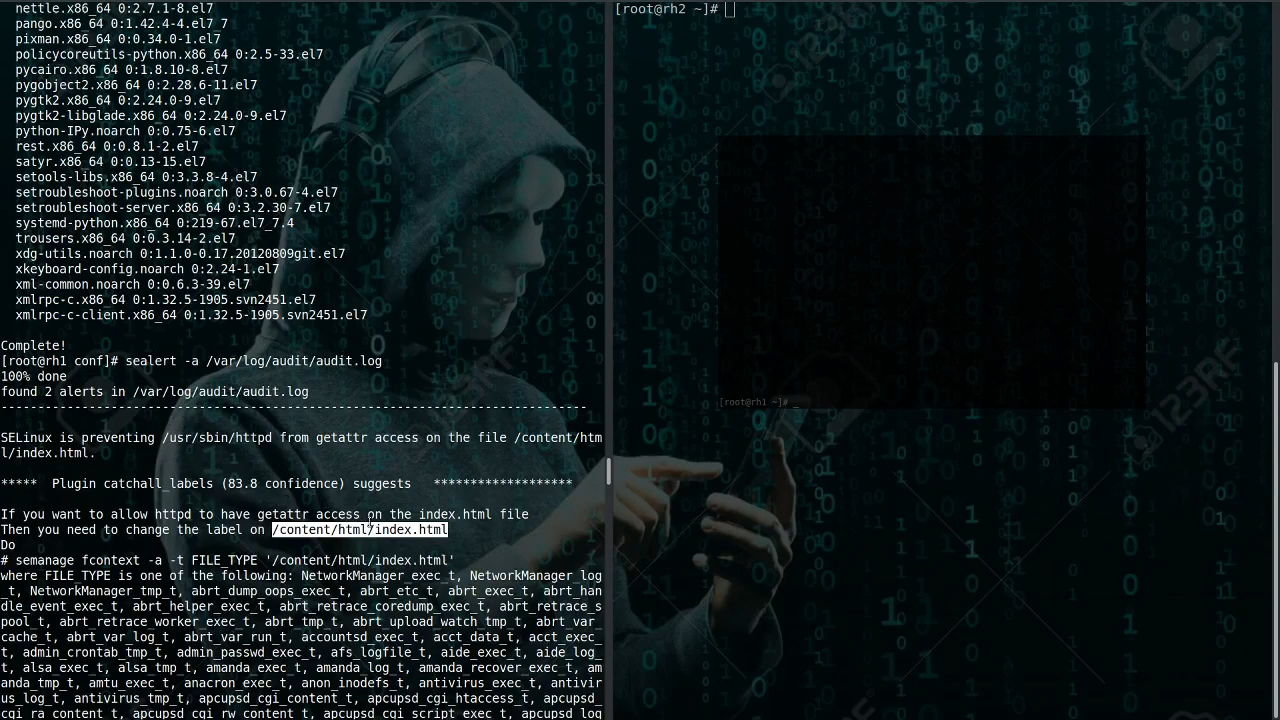 nettle.x86_64 0:2.7.1-8.el7
pango.x86_64 0:1.42.4-4.el7_7
pixman.x86_64 0:0.34.0-1.el7
policycoreutils-python.x86_64 0:2.5-33.el7
pycairo.x86_64 0:1.8.10-8.el7
pygobject2.x86_64 0:2.28.6-11.el7
pygtk2.x86_64 0:2.24.0-9.el7
pygtk2-libglade.x86_64 0:2.24.0-9.el7
python-IPy.noarch 0:0.75-6.el7
rest.x86_64 0:0.8.1-2.el7
satyr.x86_64 0:0.13-15.el7
setools-libs.x86_64 0:3.3.8-4.el7
setroubleshoot-plugins.noarch 0:3.0.67-4.el7
setroubleshoot-server.x86_64 0:3.2.30-7.el7
systemd-python.x86_64 0:219-67.el7_7.4
trousers.x86_64 0:0.3.14-2.el7
xdg-utils.noarch 0:1.1.0-0.17.20120809git.el7
xkeyboard-config.noarch 0:2.24-1.el7
xml-common.noarch 0:0.6.3-39.el7
xmlrpc-c.x86_64 0:1.32.5-1905.svn2451.el7
xmlrpc-c-client.x86_64 0:1.32.5-1905.svn2451.el7
Complete!
[root@rh1 conf]# sealert -a /var/log/audit/audit.log
100% done
found 2 alerts in /var/log/audit/audit.log
--------------------------------------------------------------------------------
SELinux is preventing /usr/sbin/httpd from getattr access on the file /content/htm
l/index.html.
***** Plugin catchall_labels (83.8 confidence) suggests *******************
If you want to allow httpd to have getattr access on the index.html file
Then you need to change the label on /content/html/index.html
Do
# semanage fcontext -a -t FILE_TYPE '/content/html/index.html'
where FILE_TYPE is one of the following: NetworkManager_exec_t, NetworkManager_log
_t, NetworkManager_tmp_t, abrt_dump_oops_exec_t, abrt_etc_t, abrt_exec_t, abrt_han
dle_event_exec_t, abrt_helper_exec_t, abrt_retrace_coredump_exec_t, abrt_retrace_s
pool_t, abrt_retrace_worker_exec_t, abrt_tmp_t, abrt_upload_watch_tmp_t, abrt_var_
cache_t, abrt_var_log_t, abrt_var_run_t, accountsd_exec_t, acct_data_t, acct_exec_
t, admin_crontab_tmp_t, admin_passwd_exec_t, afs_logfile_t, aide_exec_t, aide_log_
t, alsa_exec_t, alsa_tmp_t, amanda_exec_t, amanda_log_t, amanda_recover_exec_t, am
anda_tmp_t, amtu_exec_t, anacron_exec_t, anon_inodefs_t, antivirus_exec_t, antivir
us_log_t, antivirus_tmp_t, apcupsd_cgi_content_t, apcupsd_cgi_htaccess_t, apcupsd_
cgi_ra_content_t, apcupsd_cgi_rw_content_t, apcupsd_cgi_script_exec_t, apcupsd_log
[root@rh2 ~]#
[root@rh1 ~]# _
123RF
123RF